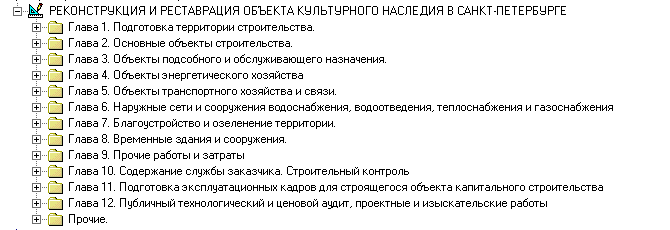 РЕКОНСТРУКЦИЯ И РЕСТАВРАЦИЯ ОБЪЕКТА КУЛЬТУРНОГО НАСЛЕДИЯ В САНКТ-ПЕТЕРБУРГЕ
Глава 1. Подготовка территории строительства.
Глава 2. Основные объекты строительства.
Глава 3. Объекты подсобного и обслуживающего назначения.
Глава 4. Объекты энергетического хозяйства
Глава 5. Объекты транспортного хозяйства и связи.
Глава 6. Наружные сети и сооружения водоснабжения, водоотведения, теплоснабжения и газоснабжения
Глава 7. Благоустройство и озеленение территории.
Глава 8. Временные здания и сооружения.
Глава 9. Прочие работы и затраты
Глава 10. Содержание службы заказчика. Строительный контроль
Глава 11. Подготовка эксплуатационных кадров для строящегося объекта капитального строительства
Глава 12. Публичный технологический и ценовой аудит, проектные и изыскательские работы
Прочие.